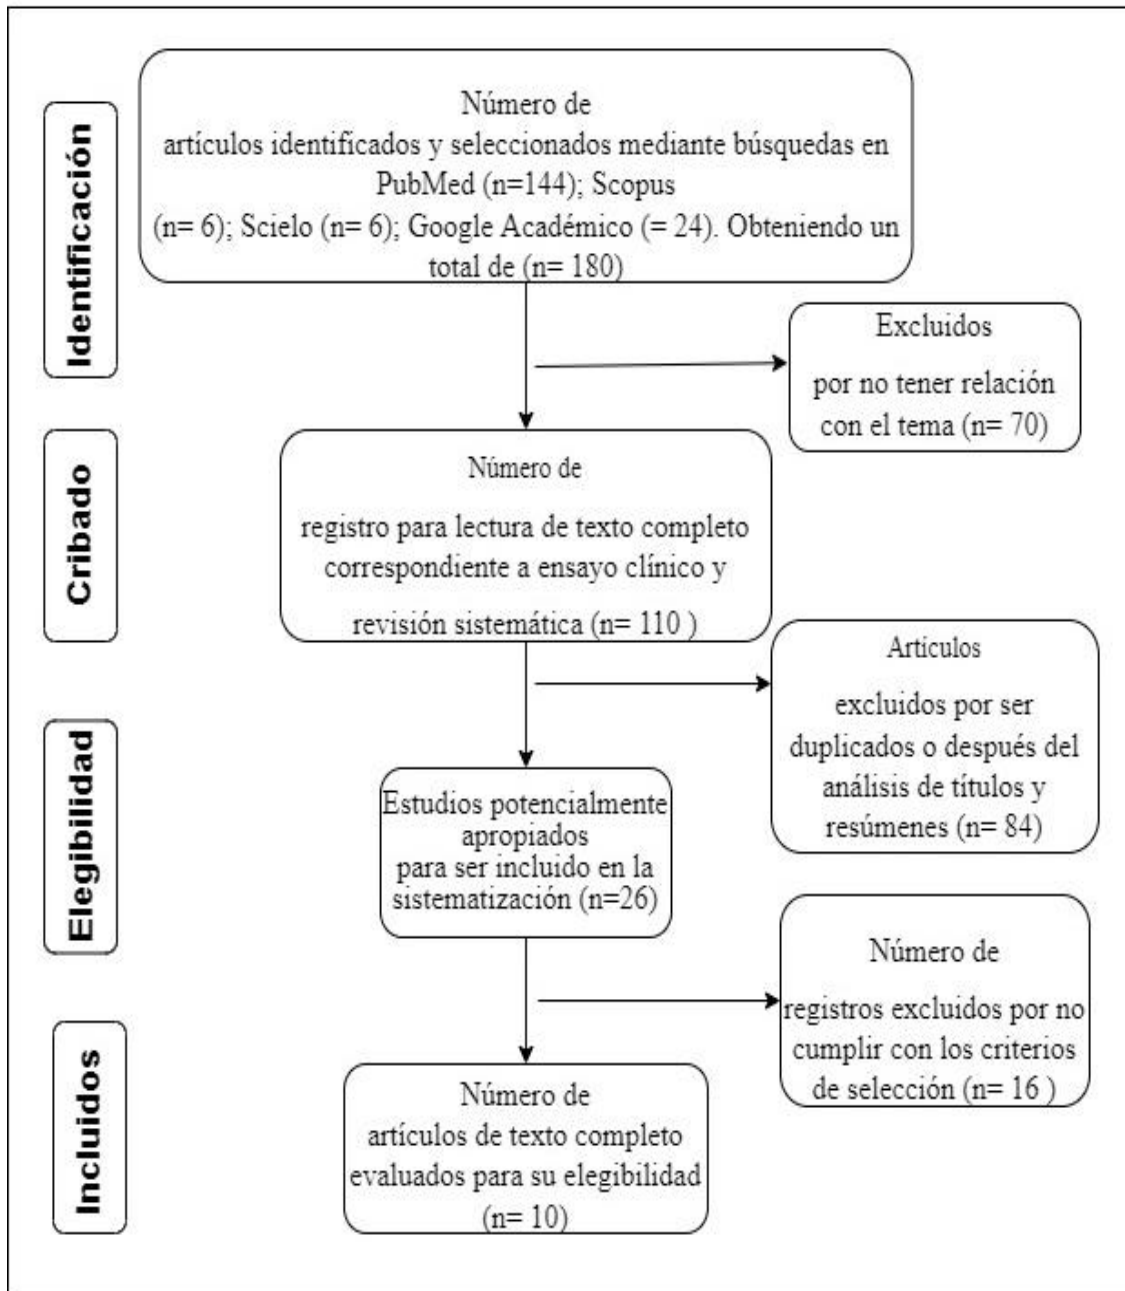 Identificación
Número de
artículos identificados y seleccionados mediante búsquedas en
PubMed (n=144); Scopus
(n= 6); Scielo (n= 6); Google Académico (= 24). Obteniendo un
total de (n= 180)
Excluidos
por no tener relación
con el tema (n= 70)
Cribado
Número de
registro para lectura de texto completo
correspondiente a ensayo clínico y
revisión sistemática (n= 110 )
Artículos
excluidos por ser
duplicados o después del
análisis de títulos y
resúmenes (n= 84)
Elegibilidad
Estudios potencialmente
apropiados
para ser incluido en la
sistematización (n=26)
Número de
registros excluidos por no
cumplir con los criterios
de selección (n= 16 )
Incluidos
Número de
artículos de texto completo
evaluados para su elegibilidad
(n= 10)